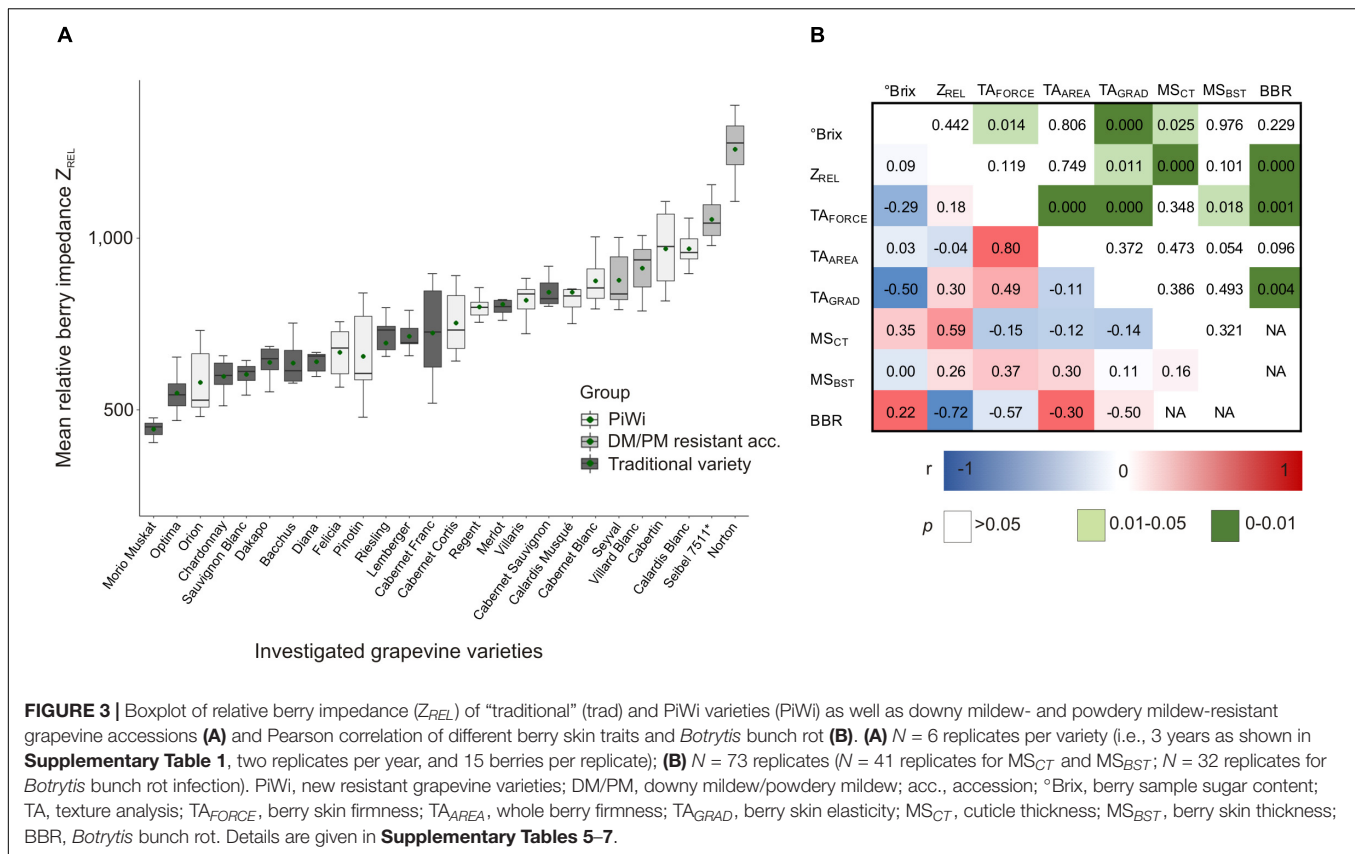 A
Mean relative berry impedance Z_REL
1,000
500
Group
PiWi
DM/PM resistant acc.
Traditional variety
Morio Muskat
Optima
Orion
Chardonnay
Sauvignon Blanc
Dakapo
Bacchus
Diana
Felicia
Pinotin
Riesling
Lemberger
Cabernet Franc
Cabernet Cortis
Regent
Merlot
Villaris
Cabernet Sauvignon
Calardis Musqué
Cabernet Blanc
Seyval
Villard Blanc
Cabertin
Calardis Blanc
Seibel 7511*
Norton
Investigated grapevine varieties
B
°Brix Z_REL TA_FORCE TA_AREA TA_GRAD MS_CT MS_BST BBR
°Brix 0.442 0.014 0.806 0.000 0.025 0.976 0.229
Z_REL 0.09 0.119 0.749 0.011 0.000 0.101 0.000
TA_FORCE -0.29 0.18 0.000 0.000 0.348 0.018 0.001
TA_AREA 0.03 -0.04 0.80 0.372 0.473 0.054 0.096
TA_GRAD -0.50 0.30 0.49 -0.11 0.386 0.493 0.004
MS_CT 0.35 0.59 -0.15 -0.12 -0.14 0.321 NA
MS_BST 0.00 0.26 0.37 0.30 0.11 0.16 NA
BBR 0.22 -0.72 -0.57 -0.30 -0.50 NA NA
r -1 0 1
p >0.05 0.01-0.05 0-0.01
FIGURE 3 | Boxplot of relative berry impedance (Z_REL) of “traditional” (trad) and PiWi varieties (PiWi) as well as downy mildew- and powdery mildew-resistant
grapevine accessions (A) and Pearson correlation of different berry skin traits and Botrytis bunch rot (B). (A) N = 6 replicates per variety (i.e., 3 years as shown in
Supplementary Table 1, two replicates per year, and 15 berries per replicate); (B) N = 73 replicates (N = 41 replicates for MS_CT and MS_BST; N = 32 replicates for
Botrytis bunch rot infection). PiWi, new resistant grapevine varieties; DM/PM, downy mildew/powdery mildew; acc., accession; °Brix, berry sample sugar content;
TA, texture analysis; TA_FORCE, berry skin firmness; TA_AREA, whole berry firmness; TA_GRAD, berry skin elasticity; MS_CT, cuticle thickness; MS_BST, berry skin thickness;
BBR, Botrytis bunch rot. Details are given in Supplementary Tables 5–7.